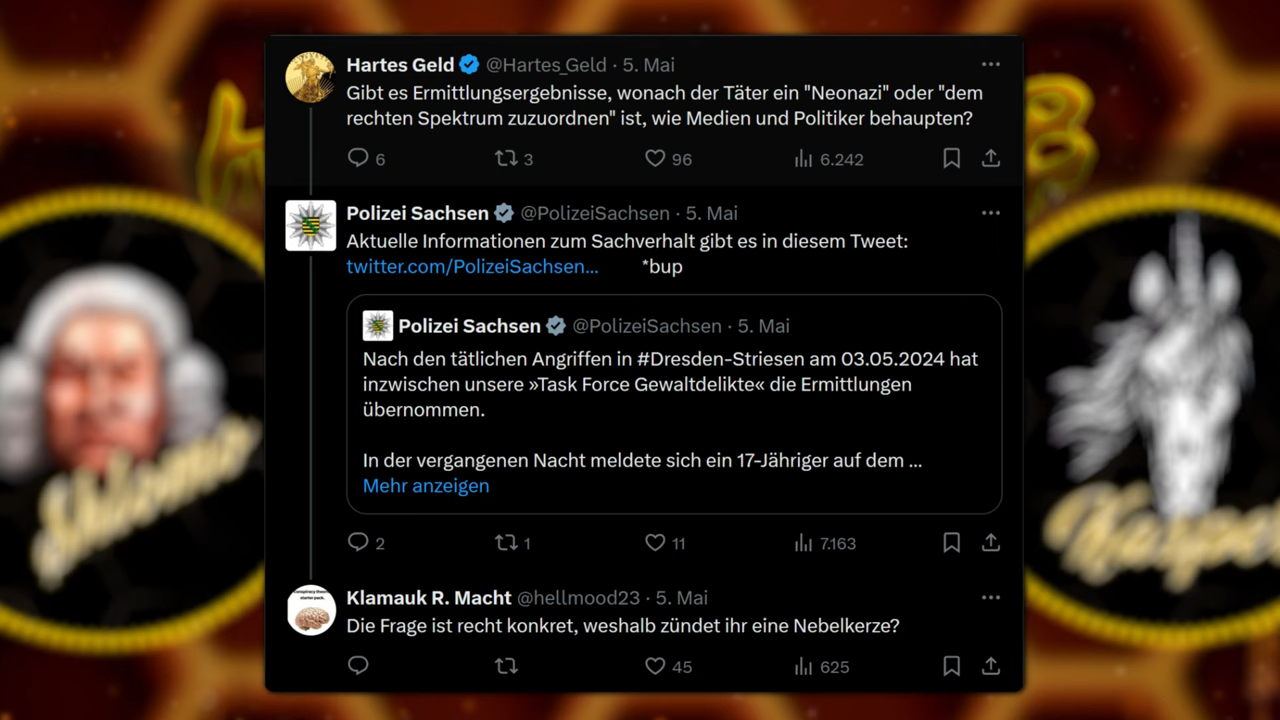 Hartes Geld @Hartes_Geld · 5. Mai
Gibt es Ermittlungsergebnisse, wonach der Täter ein "Neonazi" oder "dem
rechten Spektrum zuzuordnen" ist, wie Medien und Politiker behaupten?
6 3 96 6.242
Polizei Sachsen @PolizeiSachsen · 5. Mai
Aktuelle Informationen zum Sachverhalt gibt es in diesem Tweet:
twitter.com/PolizeiSachsen… *bup
Polizei Sachsen @PolizeiSachsen · 5. Mai
Nach den tätlichen Angriffen in #Dresden-Striesen am 03.05.2024 hat
inzwischen unsere »Task Force Gewaltdelikte« die Ermittlungen
übernommen.
In der vergangenen Nacht meldete sich ein 17-Jähriger auf dem ...
Mehr anzeigen
2 1 11 7.163
Klamauk R. Macht @hellmood23 · 5. Mai
Die Frage ist recht konkret, weshalb zündet ihr eine Nebelkerze?
45 625
Shlomo